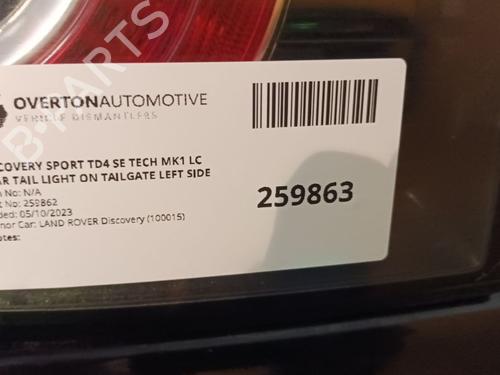 OVERTONAUTOMOTIVE
VEHICLE DISMANTLERS
COVERY SPORT TD4 SE TECH MK1 LC
AR TAIL LIGHT ON TAILGATE LEFT SIDE
n No: N/A
t No: 259862
ded: 05/10/2023
nor Car: LAND ROVER Discovery (100015)
otes:
259863
B-PARTS